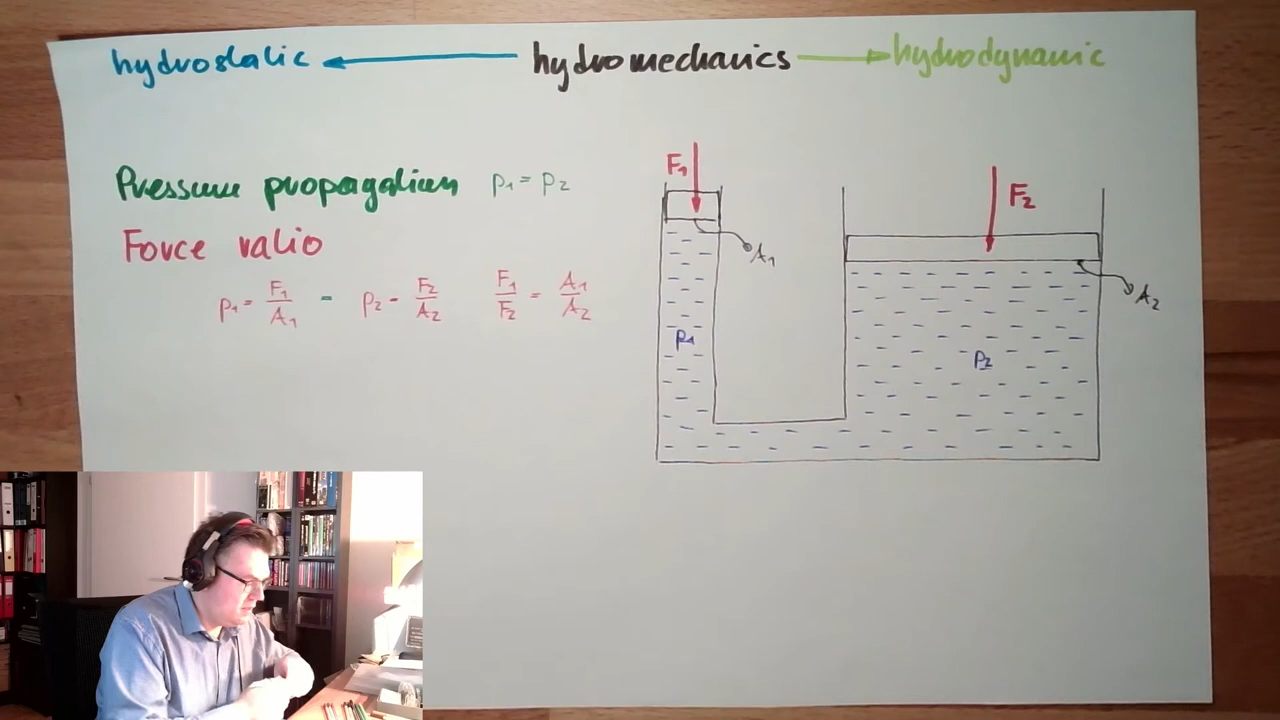 hydrostatic ← hydromechanics → hydrodynamic
Pressure propagation p₁ = p₂
Force ratio
p₁ = F₁/A₁ = p₂ = F₂/A₂ F₁/F₂ = A₁/A₂
F₁
F₂
A₁
A₂
p₁
p₂